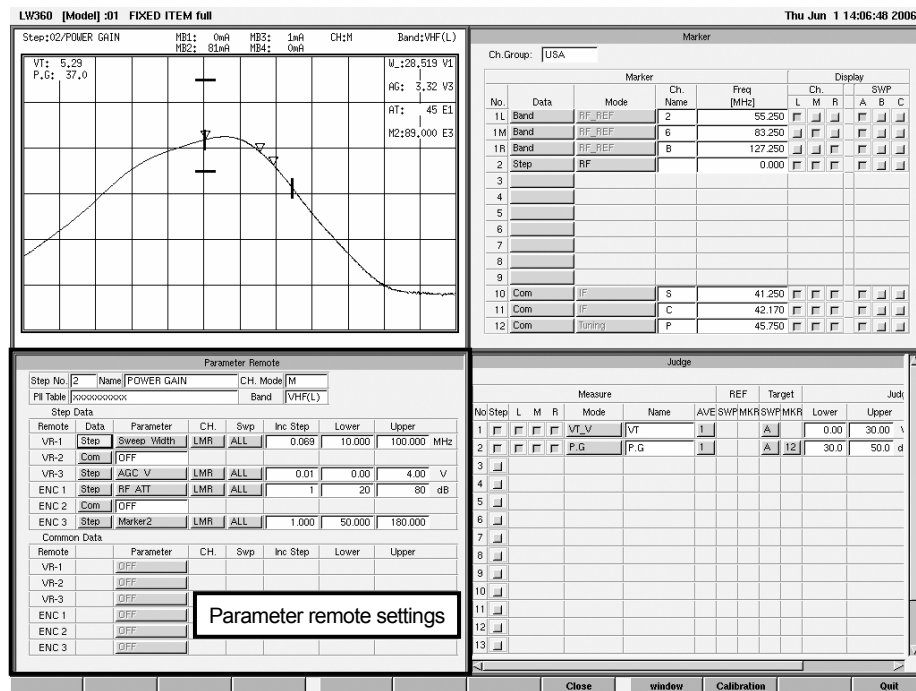 LW360 [Model] :01 FIXED ITEM full Thu Jun 1 14:06:48 2006
Step:02/POWER GAIN MB1: 0mA MB3: 1mA CH:M Band:VHF(L)
MB2: 81mA MB4: 0mA
VT: 5.29
P.G: 37.0
W_:28.519 V1
AG: 3.32 V3
AT: 45 E1
M2:89.000 E3
Marker
Ch.Group: USA
Marker Display
Ch. Freq Ch. SWP
No. Data Mode Name [MHz] L M R A B C
1L Band RF_REF 2 55.250
1M Band RF_REF 6 83.250
1R Band RF_REF B 127.250
2 Step RF 0.000
3
4
5
6
7
8
9
10 Com IF S 41.250
11 Com IF C 42.170
12 Com Tuning P 45.750
Parameter Remote
Step No. 2 Name POWER GAIN CH. Mode M
Pll Table xxxxxxxxxx Band VHF(L)
Step Data
Remote Data Parameter CH. Swp Inc Step Lower Upper
VR-1 Step Sweep Width LMR ALL 0.069 10.000 100.000 MHz
VR-2 Com OFF
VR-3 Step AGC V LMR ALL 0.01 0.00 4.00 V
ENC 1 Step RF ATT LMR ALL 1 20 80 dB
ENC 2 Com OFF
ENC 3 Step Marker2 LMR ALL 1.000 50.000 180.000
Common Data
Remote Parameter CH. Swp Inc Step Lower Upper
VR-1 OFF
VR-2 OFF
VR-3 OFF
ENC 1 OFF
ENC 2 OFF
ENC 3 OFF
Parameter remote settings
Judge
Measure REF Target Judg
No Step L M R Mode Name AVE SWP MKR SWP MKR Lower Upper
1 VT_V VT 1 A 0.00 30.00 V
2 P.G P.G 1 A 12 30.0 50.0 d
3
4
5
6
7
8
9
10
11
12
13
Close window Calibration Quit